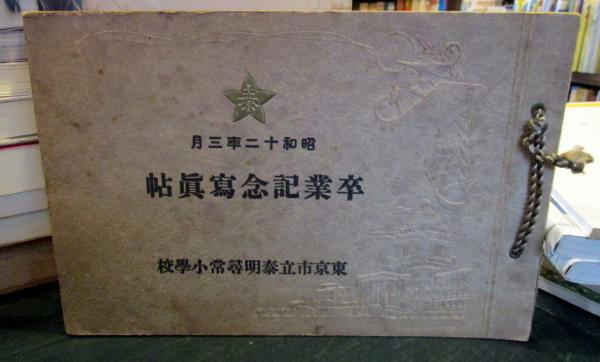 泰
昭和十二年三月
卒業記念寫眞帖
東京市立泰明尋常小學校